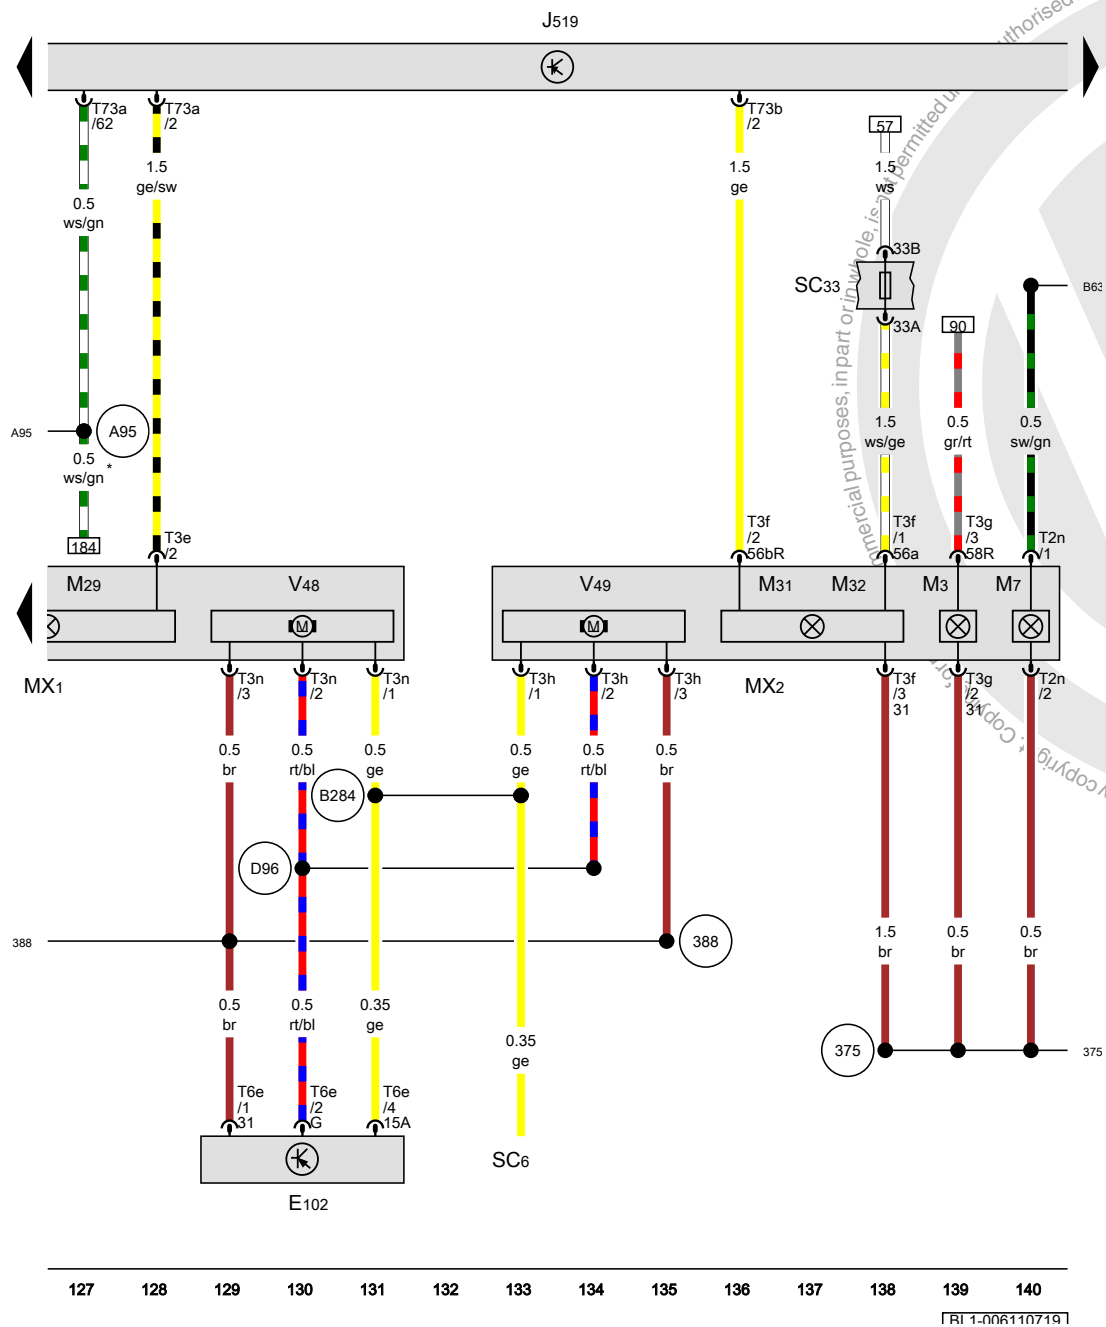 J519
T73a
/62
T73a
/2
T73b
/2
57
1.5
ge/sw
1.5
ge
1.5
ws
0.5
ws/gn
33B
SC33
33A
90
B63
A95
A95
0.5
ws/gn *
1.5
ws/ge
0.5
gr/rt
0.5
sw/gn
184
T3e
/2
T3f
/2
56bR
T3f
/1
56a
T3g
/3
58R
T2n
/1
M29
V48
V49
M31
M32
M3
M7
M
M
MX1
MX2
T3n
/3
T3n
/2
T3n
/1
T3h
/1
T3h
/2
T3h
/3
T3f
/3
31
T3g
/2
31
T2n
/2
0.5
br
0.5
rt/bl
0.5
ge
0.5
ge
0.5
rt/bl
0.5
br
B284
D96
388
388
1.5
br
0.5
br
0.5
br
0.5
br
0.5
rt/bl
0.35
ge
0.35
ge
375
375
T6e
/1
31
T6e
/2
G
T6e
/4
15A
SC6
E102
127 128 129 130 131 132 133 134 135 136 137 138 139 140
BL1-006110719